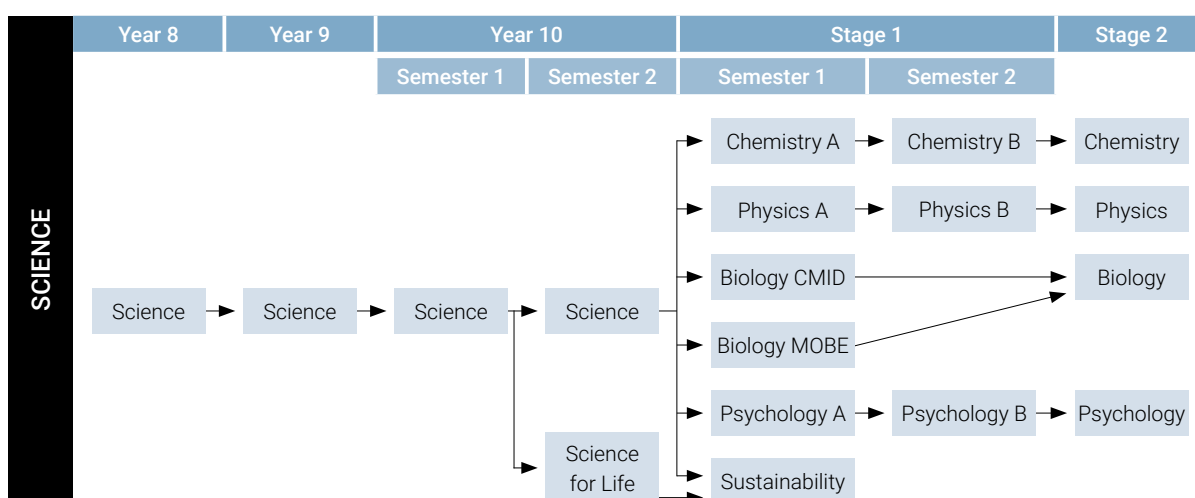 Year 8 Year 9 Year 10 Stage 1 Stage 2
Semester 1 Semester 2 Semester 1 Semester 2
SCIENCE
Chemistry A Chemistry B Chemistry
Physics A Physics B Physics
Biology CMID Biology
Science Science Science Science
Biology MOBE
Psychology A Psychology B Psychology
Science
for Life
Sustainability